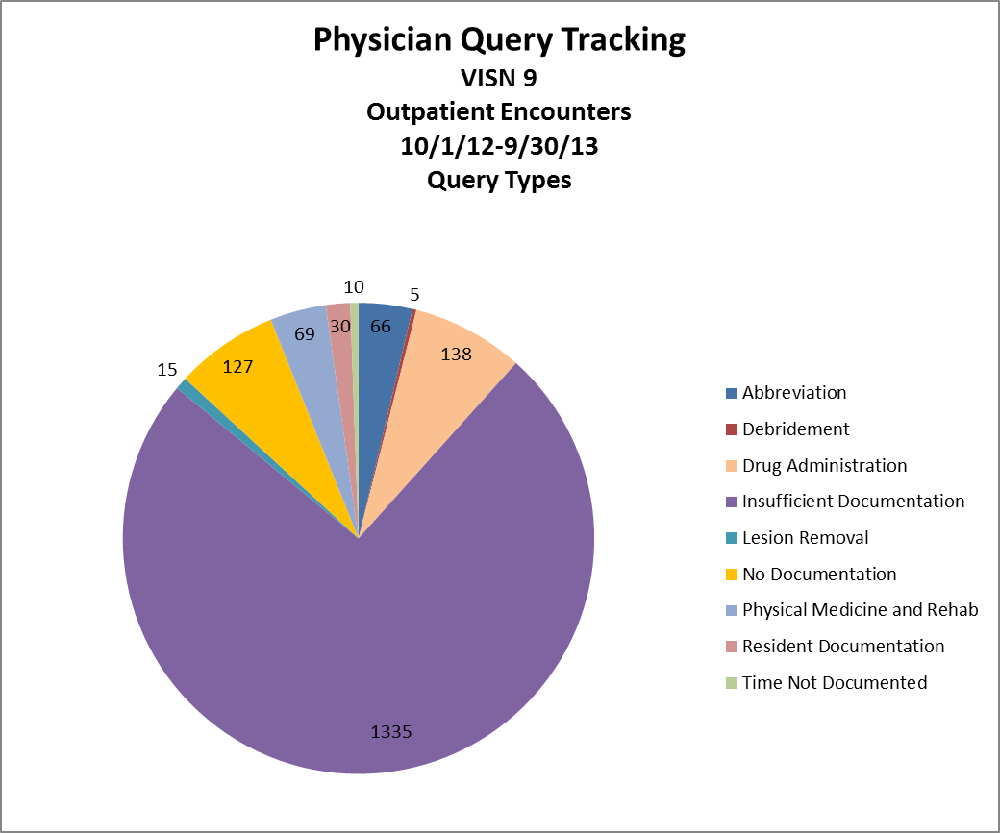 Physician Query Tracking
VISN 9
Outpatient Encounters
10/1/12-9/30/13
Query Types
10
5
66
30
69
138
127
15
1335
Abbreviation
Debridement
Drug Administration
Insufficient Documentation
Lesion Removal
No Documentation
Physical Medicine and Rehab
Resident Documentation
Time Not Documented